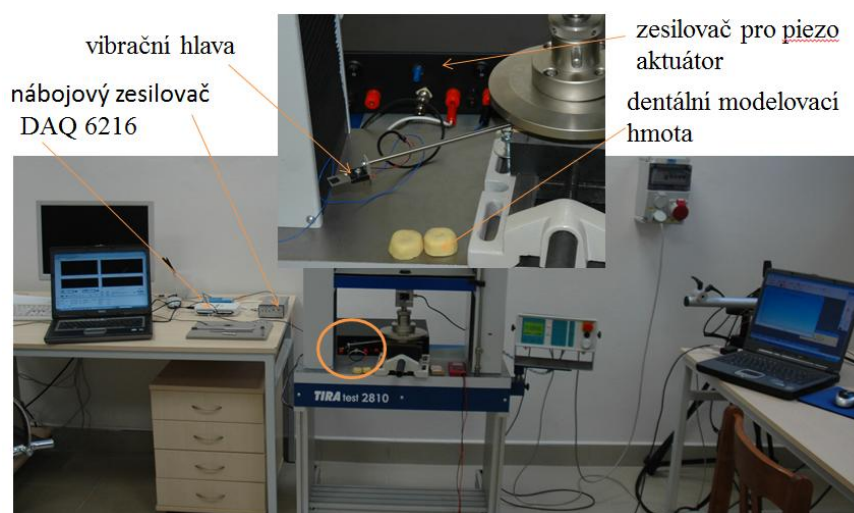 vibrační hlava
nábojový zesilovač
DAQ 6216
zesilovač pro piezo
aktuátor
dentální modelovací
hmota
TIRA test 2810